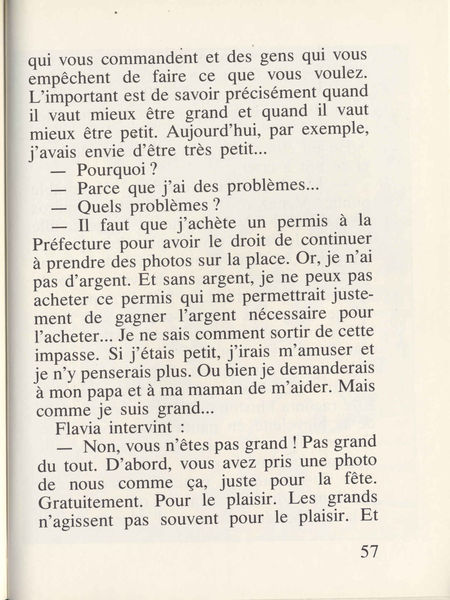 qui vous commandent et des gens qui vous
empêchent de faire ce que vous voulez.
L'important est de savoir précisément quand
il vaut mieux être grand et quand il vaut
mieux être petit. Aujourd'hui, par exemple,
j'avais envie d'être très petit...
— Pourquoi ?
— Parce que j'ai des problèmes...
— Quels problèmes ?
— Il faut que j'achète un permis à la
Préfecture pour avoir le droit de continuer
à prendre des photos sur la place. Or, je n'ai
pas d'argent. Et sans argent, je ne peux pas
acheter ce permis qui me permettrait juste-
ment de gagner l'argent nécessaire pour
l'acheter... Je ne sais comment sortir de cette
impasse. Si j'étais petit, j'irais m'amuser et
je n'y penserais plus. Ou bien je demanderais
à mon papa et à ma maman de m'aider. Mais
comme je suis grand...
Flavia intervint :
— Non, vous n'êtes pas grand ! Pas grand
du tout. D'abord, vous avez pris une photo
de nous comme ça, juste pour la fête.
Gratuitement. Pour le plaisir. Les grands
n'agissent pas souvent pour le plaisir. Et
57